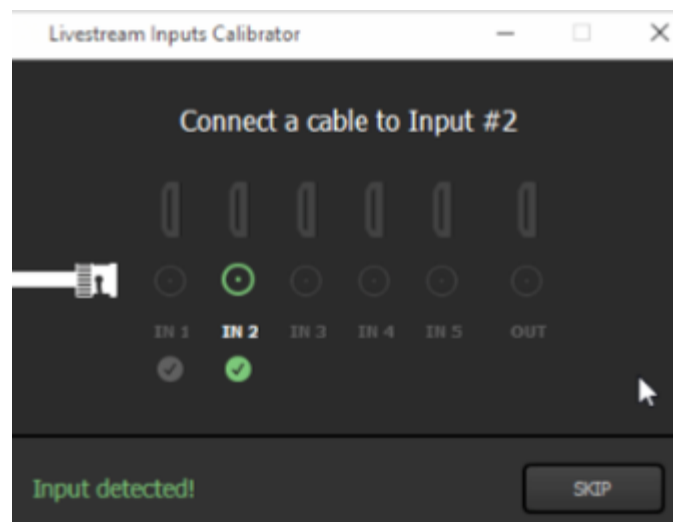 Livestream Inputs Calibrator
Connect a cable to Input #2
IN 1 IN 2 IN 3 IN 4 IN 5 OUT
Input detected!
SKIP